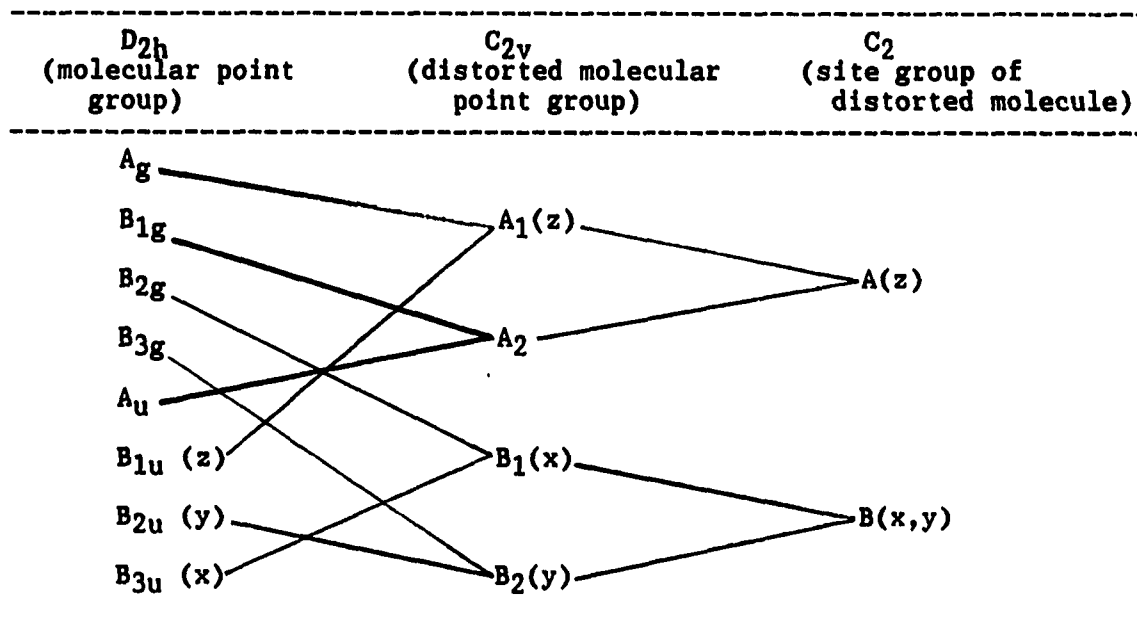 D2h C2v C2
(molecular point (distorted molecular (site group of
group) point group) distorted molecule)
Ag
B1g A1(z)
B2g A(z)
B3g A2
Au
B1u (z) B1(x)
B2u (y) B(x,y)
B3u (x) B2(y)